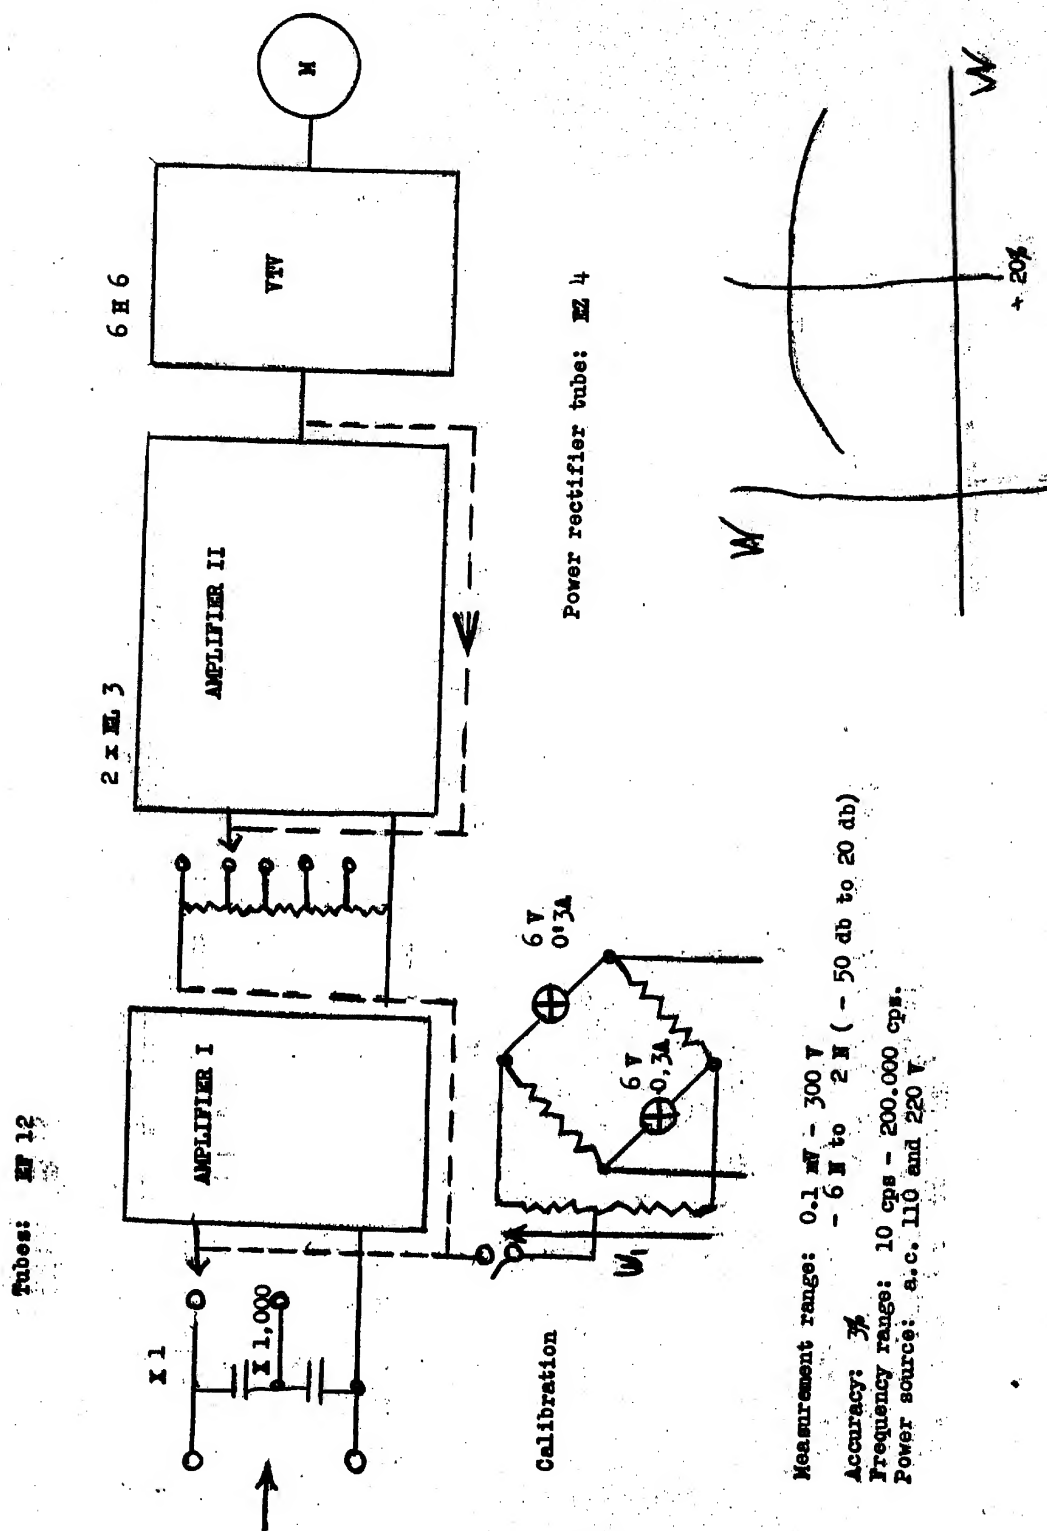 Tubes: EF 12
2 x EL 3
6 H 6
X 1
X 1,000
AMPLIFIER I
AMPLIFIER II
VTV
M
Power rectifier tube: EZ 4
Calibration
6 V
0,3A
6 V
0,3A
W1
W
W
+ 20%
Measurement range: 0.1 mV - 300 V
- 6 N to 2 N ( - 50 db to 20 db)
Accuracy: 3%
Frequency range: 10 cps - 200.000 cps.
Power source: a.c. 110 and 220 V.